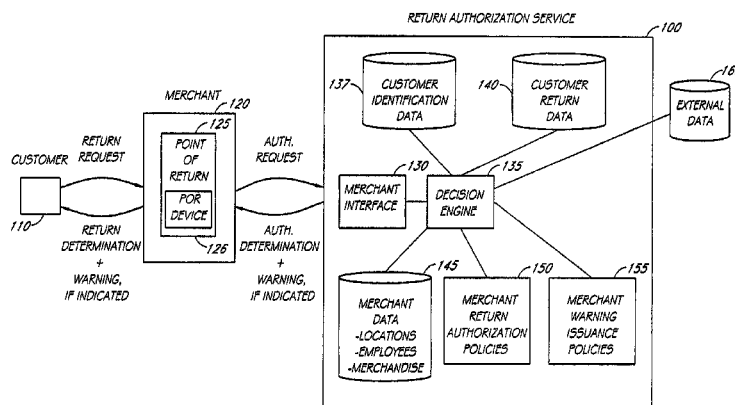 RETURN AUTHORIZATION SERVICE
100
137
CUSTOMER
IDENTIFICATION
DATA
140
CUSTOMER
RETURN
DATA
16
EXTERNAL
DATA
MERCHANT
120
125
POINT
OF
RETURN
POR
DEVICE
126
CUSTOMER
110
RETURN
REQUEST
RETURN
DETERMINATION
+
WARNING,
IF INDICATED
AUTH.
REQUEST
AUTH.
DETERMINATION
+
WARNING,
IF INDICATED
130
MERCHANT
INTERFACE
135
DECISION
ENGINE
145
MERCHANT
DATA
-LOCATIONS
-EMPLOYEES
-MERCHANDISE
150
MERCHANT
RETURN
AUTHORIZATION
POLICIES
155
MERCHANT
WARNING
ISSUANCE
POLICIES